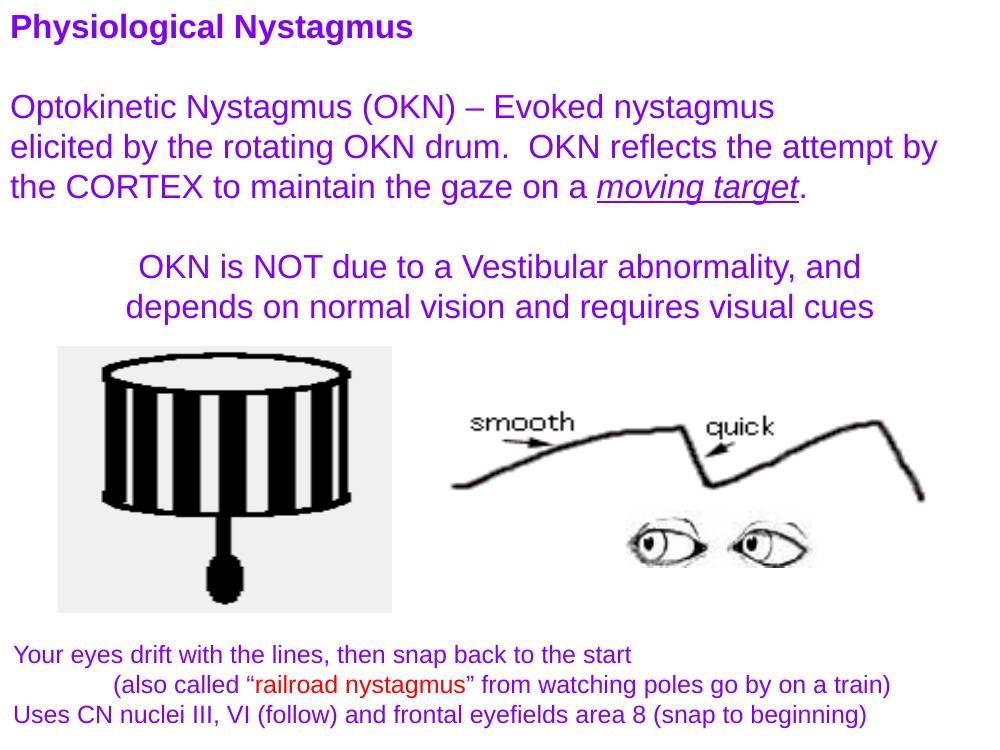 Physiological Nystagmus
Optokinetic Nystagmus (OKN) – Evoked nystagmus
elicited by the rotating OKN drum.  OKN reflects the attempt by
the CORTEX to maintain the gaze on a moving target.
OKN is NOT due to a Vestibular abnormality, and
depends on normal vision and requires visual cues
smooth
quick
Your eyes drift with the lines, then snap back to the start
(also called “railroad nystagmus” from watching poles go by on a train)
Uses CN nuclei III, VI (follow) and frontal eyefields area 8 (snap to beginning)